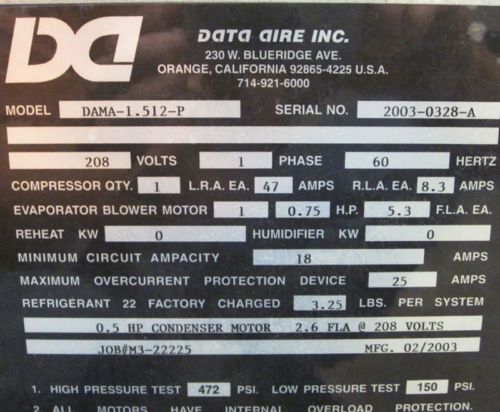 DA DATA AIRE INC.
230 W. BLUERIDGE AVE.
ORANGE, CALIFORNIA 92865-4225 U.S.A.
714-921-6000
MODEL DAMA-1.512-P SERIAL NO. 2003-0328-A
208 VOLTS 1 PHASE 60 HERTZ
COMPRESSOR QTY. 1 L.R.A. EA. 47 AMPS R.L.A. EA. 8.3 AMPS
EVAPORATOR BLOWER MOTOR 1 0.75 H.P. 5.3 F.L.A. EA.
REHEAT KW 0 HUMIDIFIER KW 0
MINIMUM CIRCUIT AMPACITY 18 AMPS
MAXIMUM OVERCURRENT PROTECTION DEVICE 25 AMPS
REFRIGERANT 22 FACTORY CHARGED 3.25 LBS. PER SYSTEM
0.5 HP CONDENSER MOTOR 2.6 FLA @ 208 VOLTS
JOB#M3-22225 MFG. 02/2003
1. HIGH PRESSURE TEST 472 PSI. LOW PRESSURE TEST 150 PSI.
2. ALL MOTORS HAVE INTERNAL OVERLOAD PROTECTION.